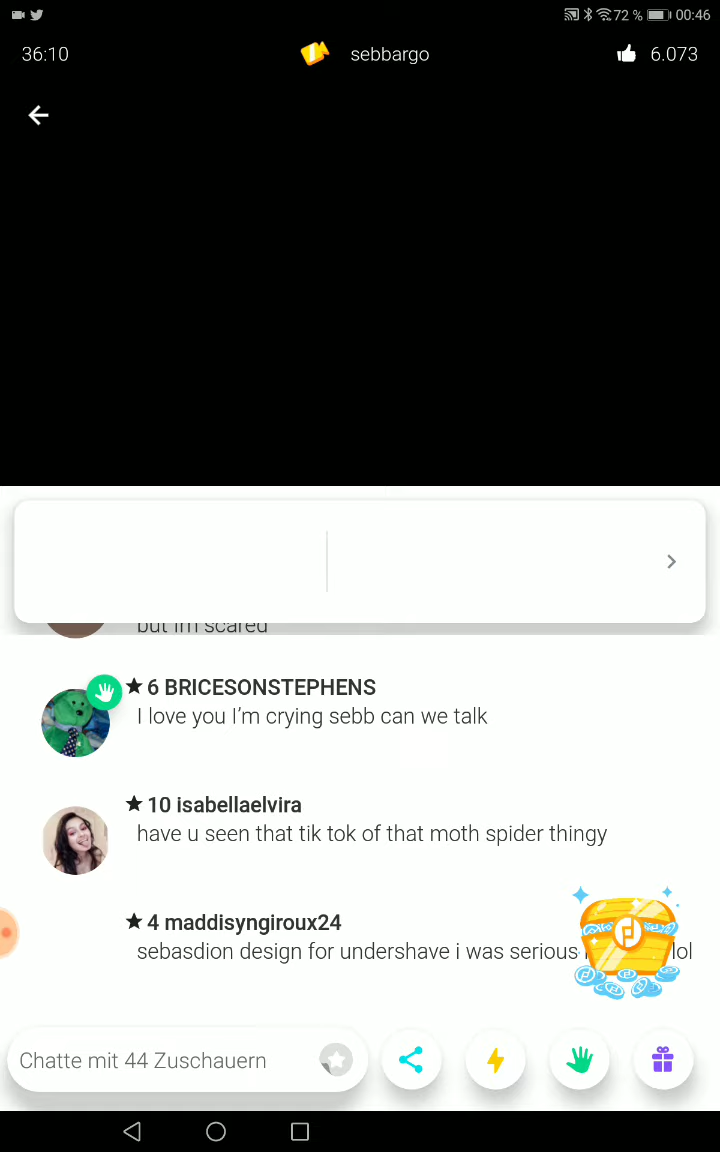 72 % 00:46
36:10 sebbargo 6.073
but im scared
6 BRICESONSTEPHENS
I love you I'm crying sebb can we talk
10 isabellaelvira
have u seen that tik tok of that moth spider thingy
4 maddisyngiroux24
sebasdion design for undershave i was serious lol
Chatte mit 44 Zuschauern